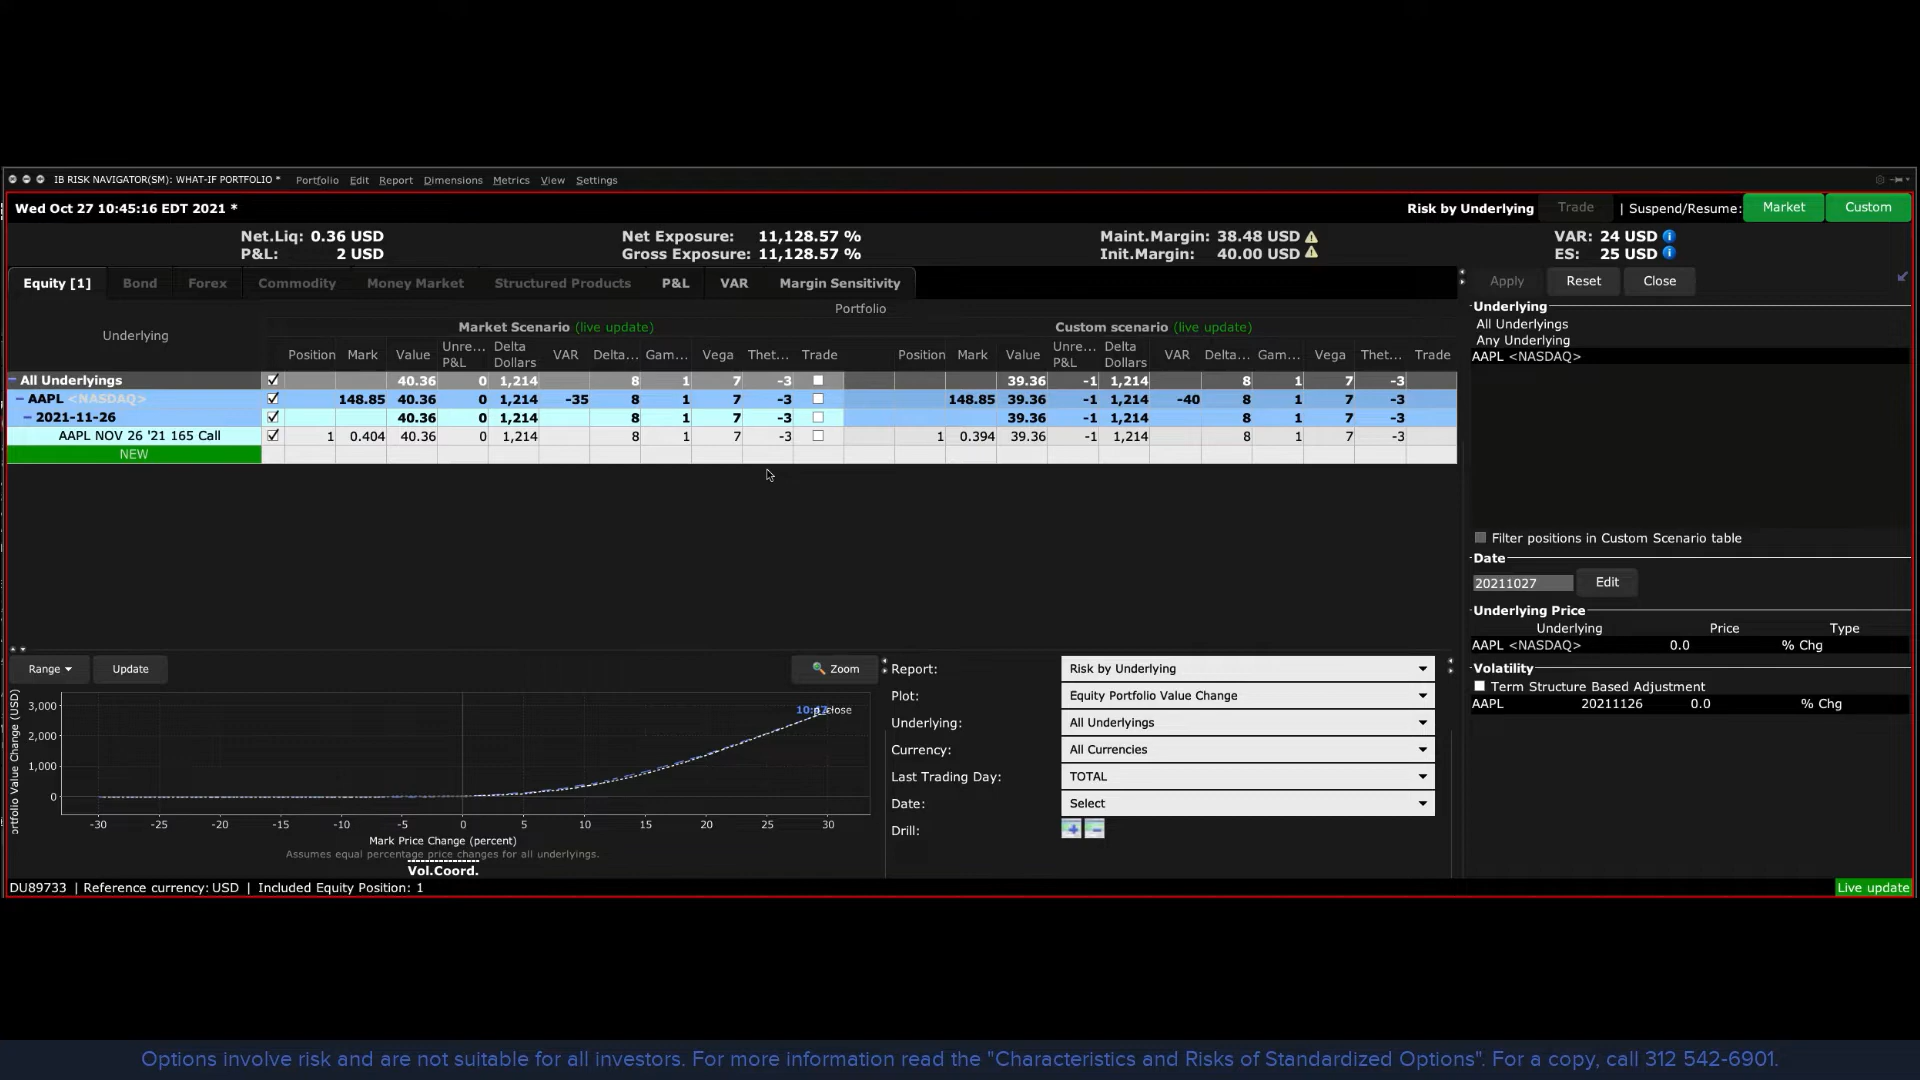 IB RISK NAVIGATOR(SM): WHAT-IF PORTFOLIO * Portfolio Edit Report Dimensions Metrics View Settings
Wed Oct 27 10:45:16 EDT 2021 * Risk by Underlying Trade | Suspend/Resume: Market Custom
Net.Liq: 0.36 USD Net Exposure: 11,128.57 % Maint.Margin: 38.48 USD VAR: 24 USD
P&L: 2 USD Gross Exposure: 11,128.57 % Init.Margin: 40.00 USD ES: 25 USD
Equity [1] Bond Forex Commodity Money Market Structured Products P&L VAR Margin Sensitivity
Portfolio
Underlying
Market Scenario (live update) Custom scenario (live update)
Position Mark Value Unre... P&L Delta Dollars VAR Delta... Gam... Vega Thet... Trade Position Mark Value Unre... P&L Delta Dollars VAR Delta... Gam... Vega Thet... Trade
All Underlyings 40.36 0 1,214 8 1 7 -3 39.36 -1 1,214 8 1 7 -3
AAPL <NASDAQ> 148.85 40.36 0 1,214 -35 8 1 7 -3 148.85 39.36 -1 1,214 -40 8 1 7 -3
2021-11-26 40.36 0 1,214 8 1 7 -3 39.36 -1 1,214 8 1 7 -3
AAPL NOV 26 '21 165 Call 1 0.404 40.36 0 1,214 8 1 7 -3 1 0.394 39.36 -1 1,214 8 1 7 -3
NEW
Apply Reset Close
Underlying
All Underlyings
Any Underlying
AAPL <NASDAQ>
Filter positions in Custom Scenario table
Date
20211027 Edit
Underlying Price
Underlying Price Type
AAPL <NASDAQ> 0.0 % Chg
Volatility
Term Structure Based Adjustment
AAPL 20211126 0.0 % Chg
Range Update Zoom
3,000
2,000
1,000
0
-30 -25 -20 -15 -10 -5 0 5 10 15 20 25 30
Mark Price Change (percent)
Assumes equal percentage price changes for all underlyings.
Vol.Coord.
Report: Risk by Underlying
Plot: Equity Portfolio Value Change
Underlying: All Underlyings
Currency: All Currencies
Last Trading Day: TOTAL
Date: Select
Drill:
DU89733 | Reference currency: USD | Included Equity Position: 1
Live update
Options involve risk and are not suitable for all investors. For more information read the "Characteristics and Risks of Standardized Options". For a copy, call 312 542-6901.